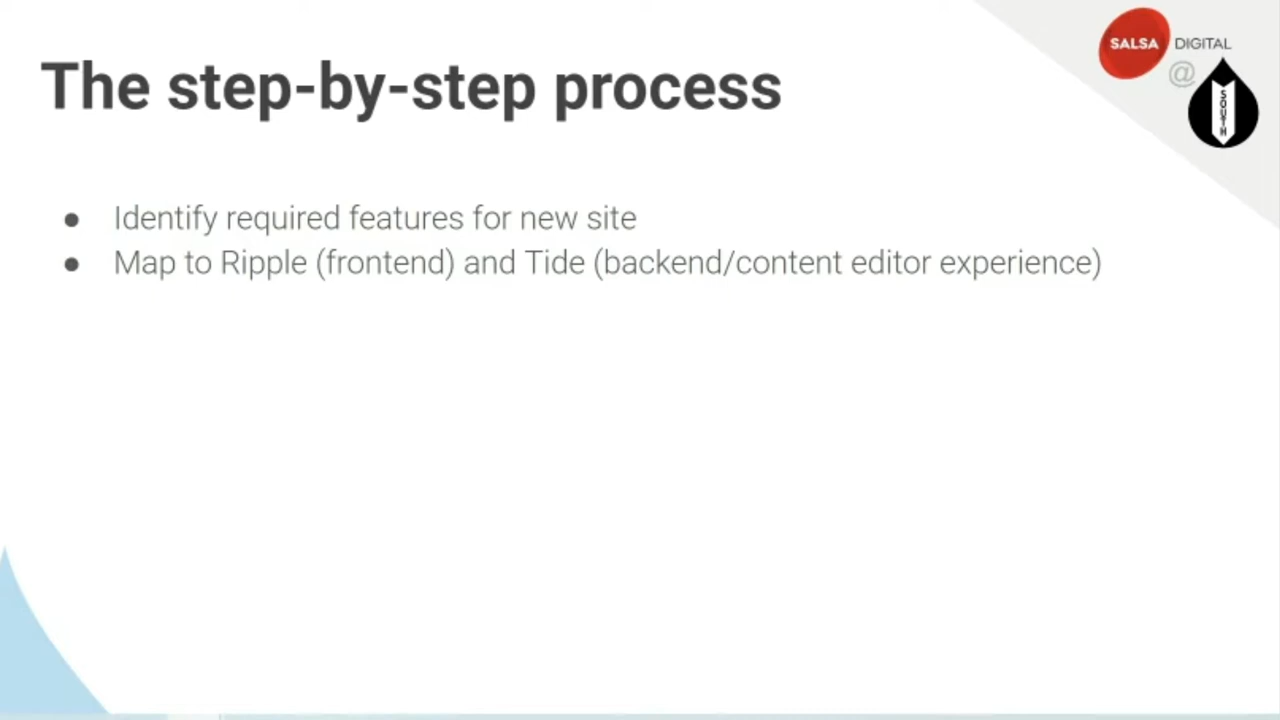 SALSA DIGITAL
@
SOUTH
The step-by-step process
● Identify required features for new site
● Map to Ripple (frontend) and Tide (backend/content editor experience)